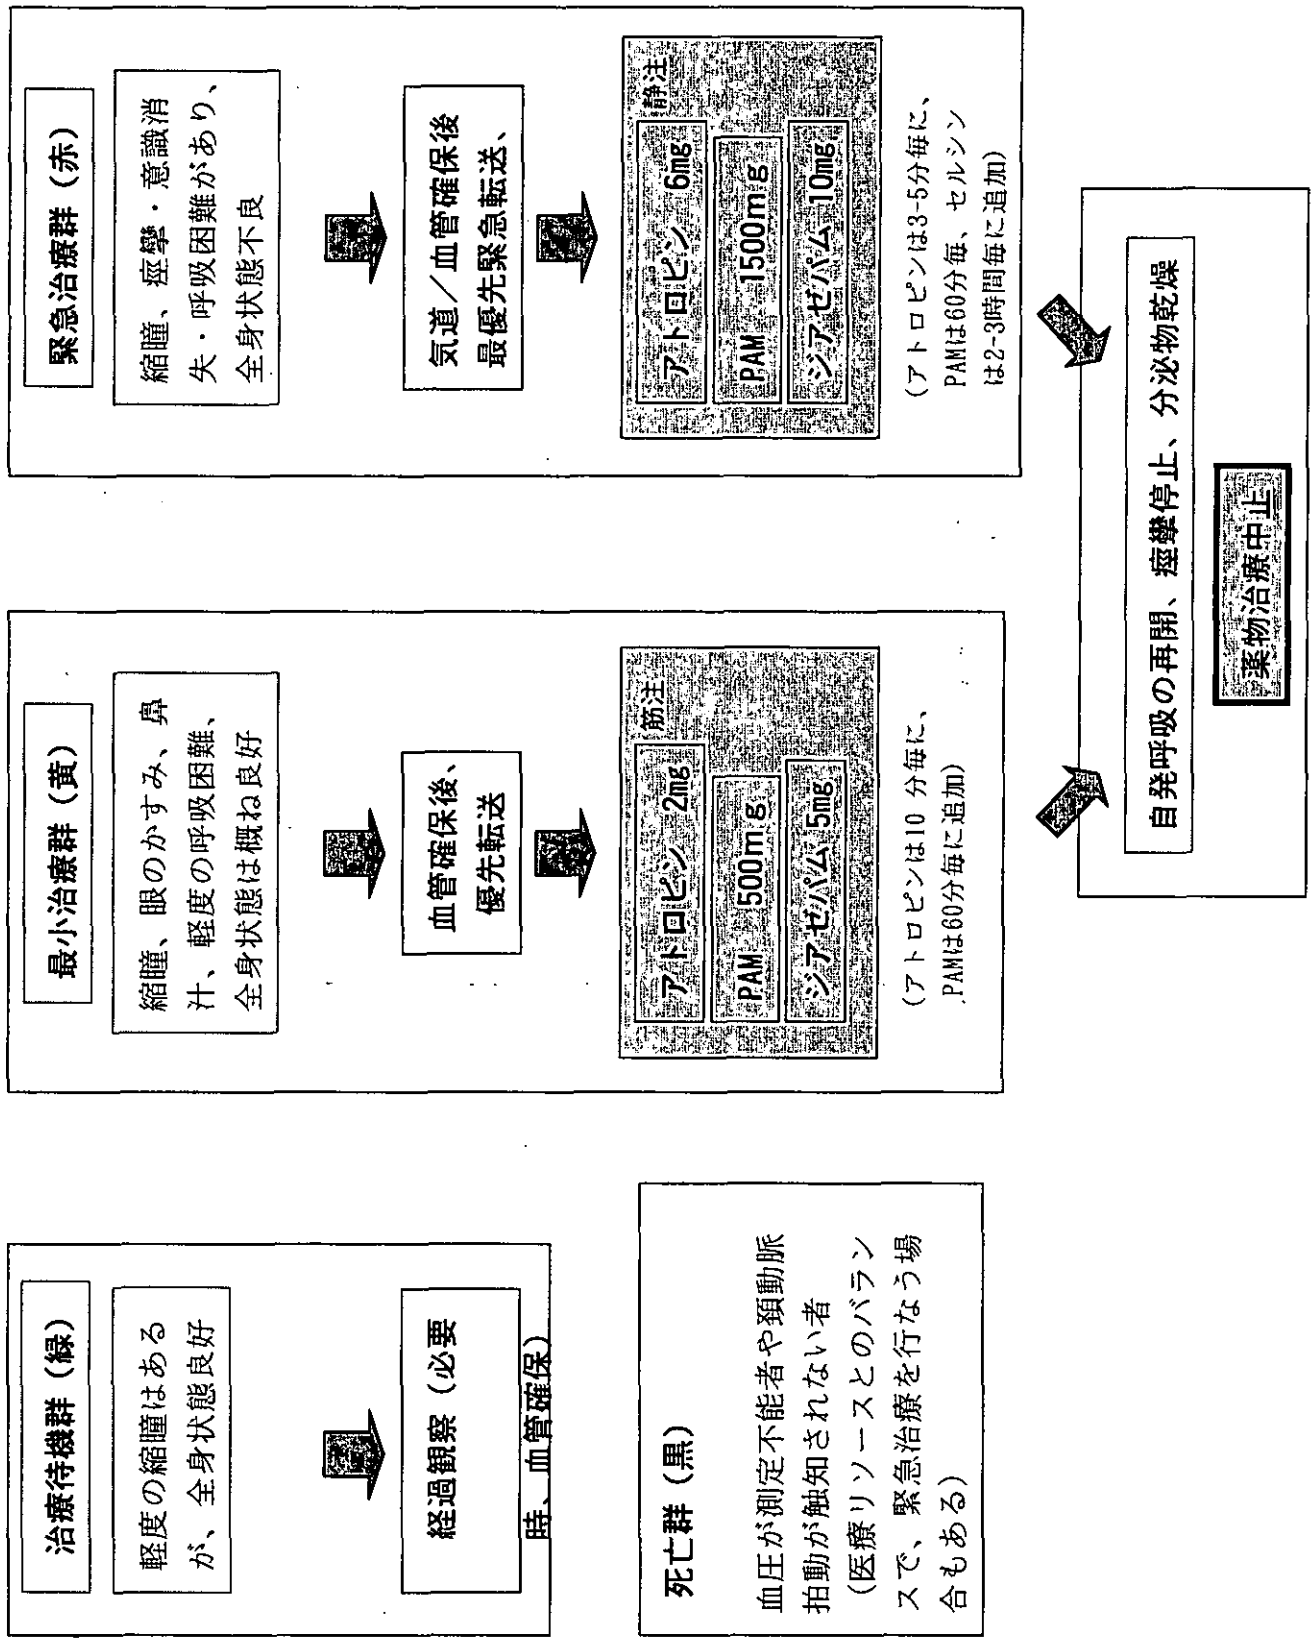 治療待機群(緑)
軽度の縮瞳はある
が、全身状態良好
経過観察(必要
時、血管確保)
死亡群(黒)
血圧が測定不能者や頚動脈
拍動が触知されない者
(医療リソースとのバラン
スで、緊急治療を行なう場
合もある)
最小治療群(黄)
縮瞳、眼のかすみ、鼻
汁、軽度の呼吸困難、
全身状態は概ね良好
血管確保後、
優先転送
筋注
アトロピン 2mg
PAM 500mg
ジアゼパム 5mg
(アトロピンは10分毎に、
PAMは60分毎に追加)
緊急治療群(赤)
縮瞳、痙攣・意識消
失・呼吸困難があり、
全身状態不良
気道/血管確保後
最優先緊急転送、
静注
アトロピン 6mg
PAM 1500mg
ジアゼパム 10mg
(アトロピンは3-5分毎に、
PAMは60分毎、セルシン
は2-3時間毎に追加)
自発呼吸の再開、痙攣停止、分泌物乾燥
薬物治療中止